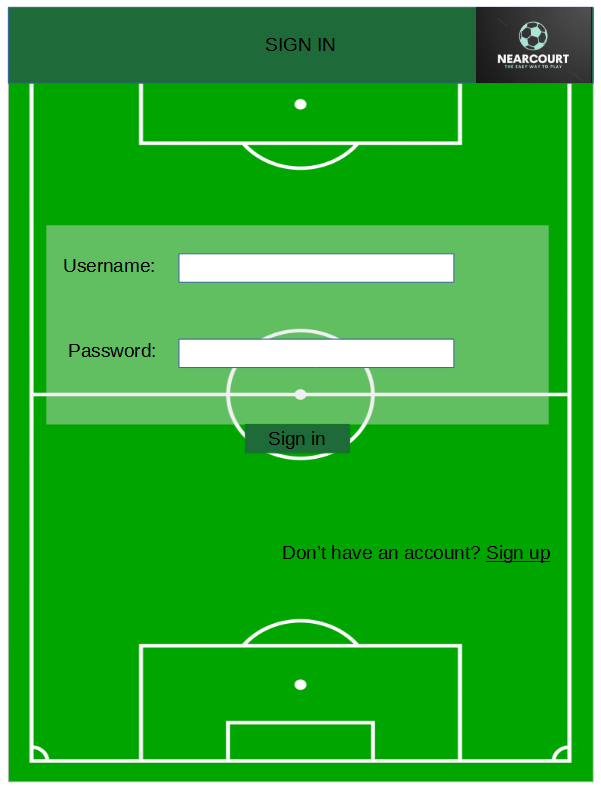 SIGN IN
NEARCOURT
THE EASY WAY TO PLAY
Username:
Password:
Sign in
Don’t have an account? Sign up